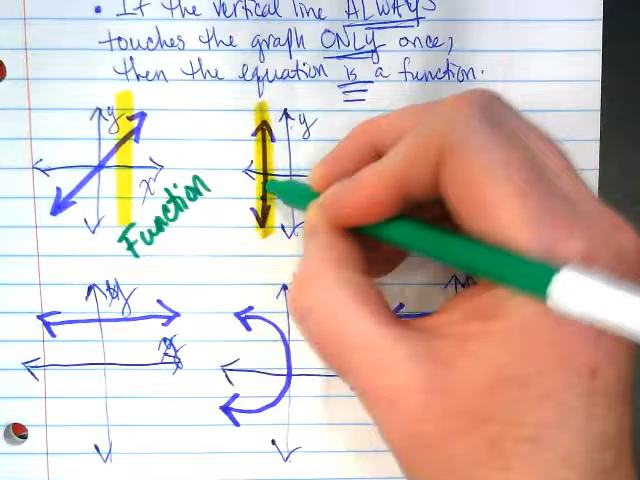 • If the vertical line ALWAYS
touches the graph ONLY once,
then the equation is a function.
y
x
Function
y
y
x